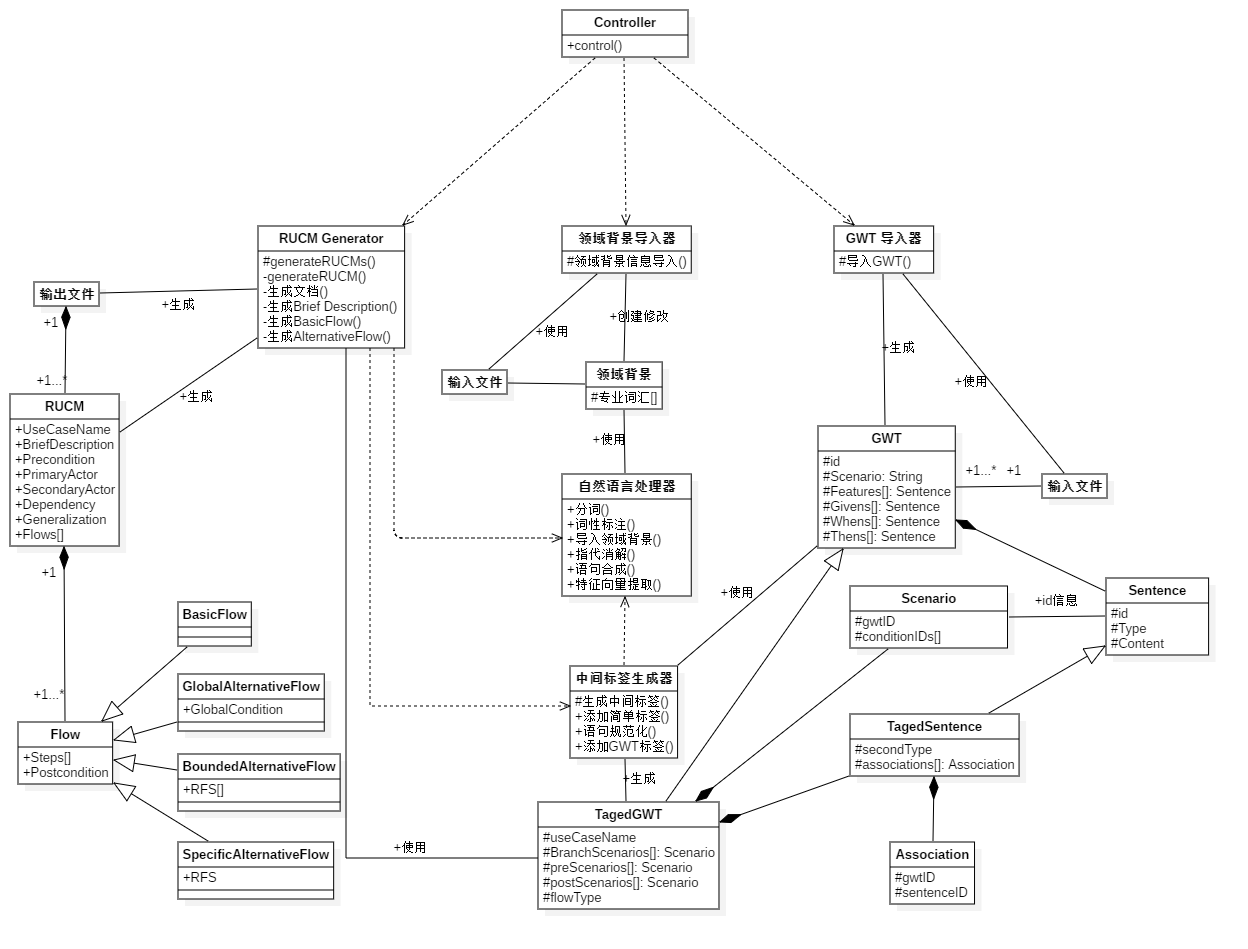 Controller
+control()
RUCM Generator
#generateRUCMs()
-generateRUCM()
-生成文档()
-生成Brief Description()
-生成BasicFlow()
-生成AlternativeFlow()
领域背景导入器
#领域背景信息导入()
GWT 导入器
#导入GWT()
输出文件
+生成
+1
+1...*
+生成
RUCM
+UseCaseName
+BriefDescription
+Precondition
+PrimaryActor
+SecondaryActor
+Dependency
+Generalization
+Flows[]
+1
+1...*
+使用
+创建修改
输入文件
领域背景
#专业词汇[]
+使用
+生成
+使用
GWT
#id
#Scenario: String
#Features[]: Sentence
#Givens[]: Sentence
#Whens[]: Sentence
#Thens[]: Sentence
+1...*
+1
输入文件
自然语言处理器
+分词()
+词性标注()
+导入领域背景()
+指代消解()
+语句合成()
+特征向量提取()
+使用
Scenario
#gwtID
#conditionIDs[]
+id信息
Sentence
#id
#Type
#Content
BasicFlow
GlobalAlternativeFlow
+GlobalCondition
Flow
+Steps[]
+Postcondition
BoundedAlternativeFlow
+RFS[]
SpecificAlternativeFlow
+RFS
中间标签生成器
#生成中间标签()
+添加简单标签()
+语句规范化()
+添加GWT标签()
+生成
+使用
TagedGWT
#useCaseName
#BranchScenarios[]: Scenario
#preScenarios[]: Scenario
#postScenarios[]: Scenario
#flowType
TagedSentence
#secondType
#associations[]: Association
Association
#gwtID
#sentenceID